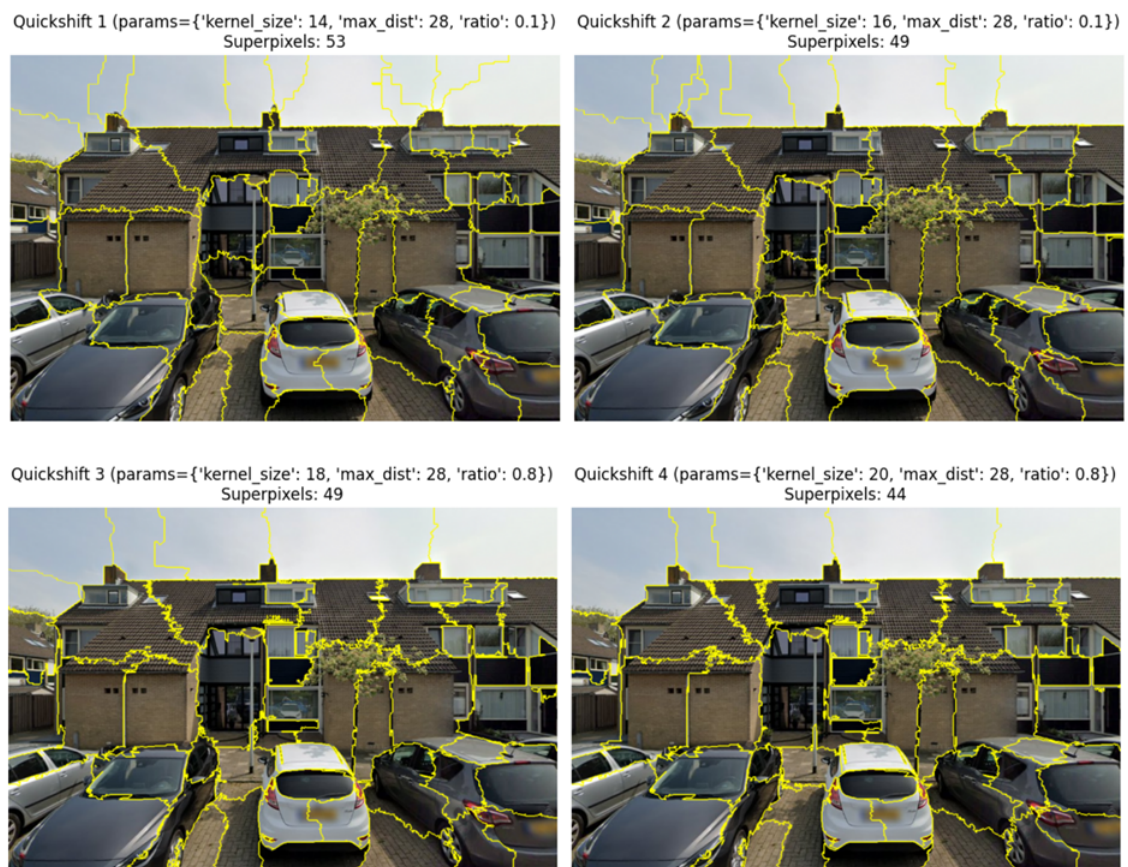 Quickshift 1 (params={'kernel_size': 14, 'max_dist': 28, 'ratio': 0.1})
Superpixels: 53
Quickshift 2 (params={'kernel_size': 16, 'max_dist': 28, 'ratio': 0.1})
Superpixels: 49
Quickshift 3 (params={'kernel_size': 18, 'max_dist': 28, 'ratio': 0.8})
Superpixels: 49
Quickshift 4 (params={'kernel_size': 20, 'max_dist': 28, 'ratio': 0.8})
Superpixels: 44